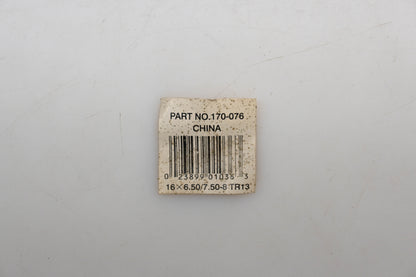 PART NO.170-076
CHINA
0 23899 01035 3
16×6.50/7.50-8 TR13